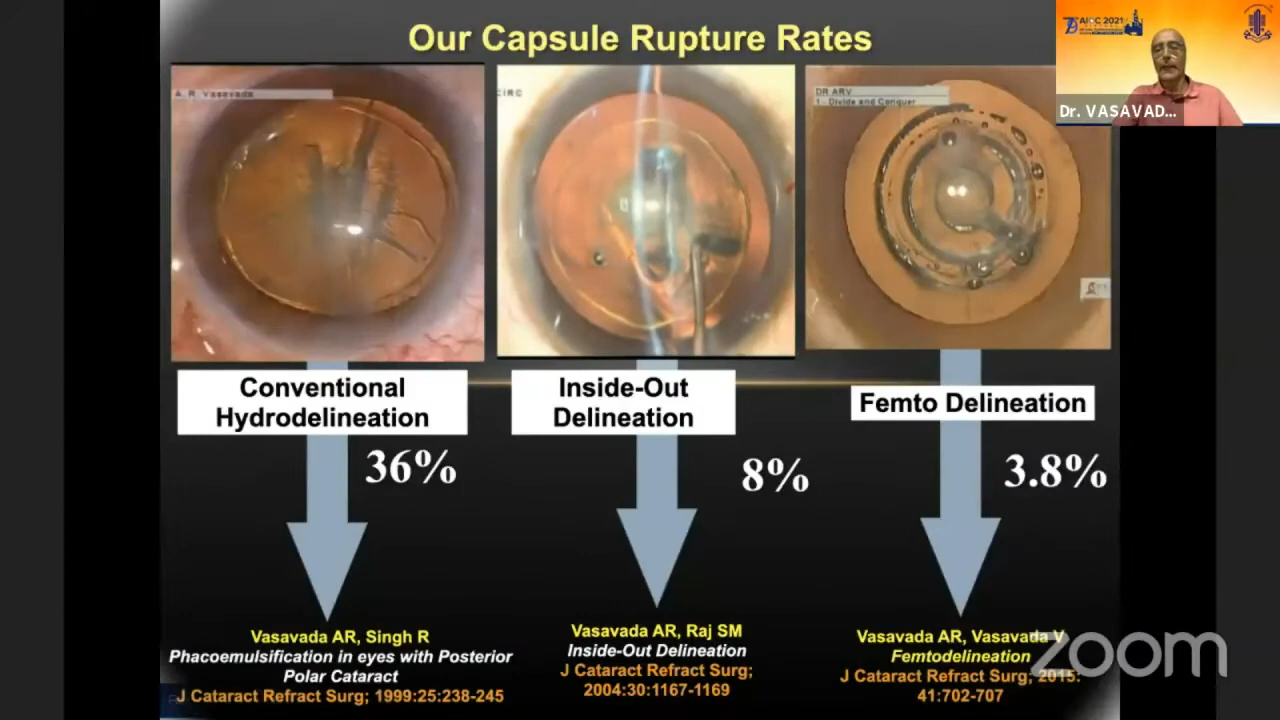 Our Capsule Rupture Rates
AIOC 2021
Dr. VASAVAD...
A. R. Vasavada
CIRC
DR ARV
1. Divide and Conquer
Conventional
Hydrodelineation
Inside-Out
Delineation
Femto Delineation
36%
8%
3.8%
Vasavada AR, Singh R
Phacoemulsification in eyes with Posterior
Polar Cataract
J Cataract Refract Surg; 1999:25:238-245
Vasavada AR, Raj SM
Inside-Out Delineation
J Cataract Refract Surg;
2004:30:1167-1169
Vasavada AR, Vasavada V
Femtodelineation
J Cataract Refract Surg; 2015:
41:702-707
zoom